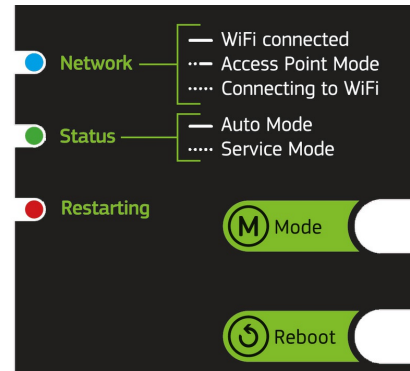 WiFi connected
Network
Access Point Mode
Connecting to WiFi
Auto Mode
Status
Service Mode
Restarting
M Mode
Reboot